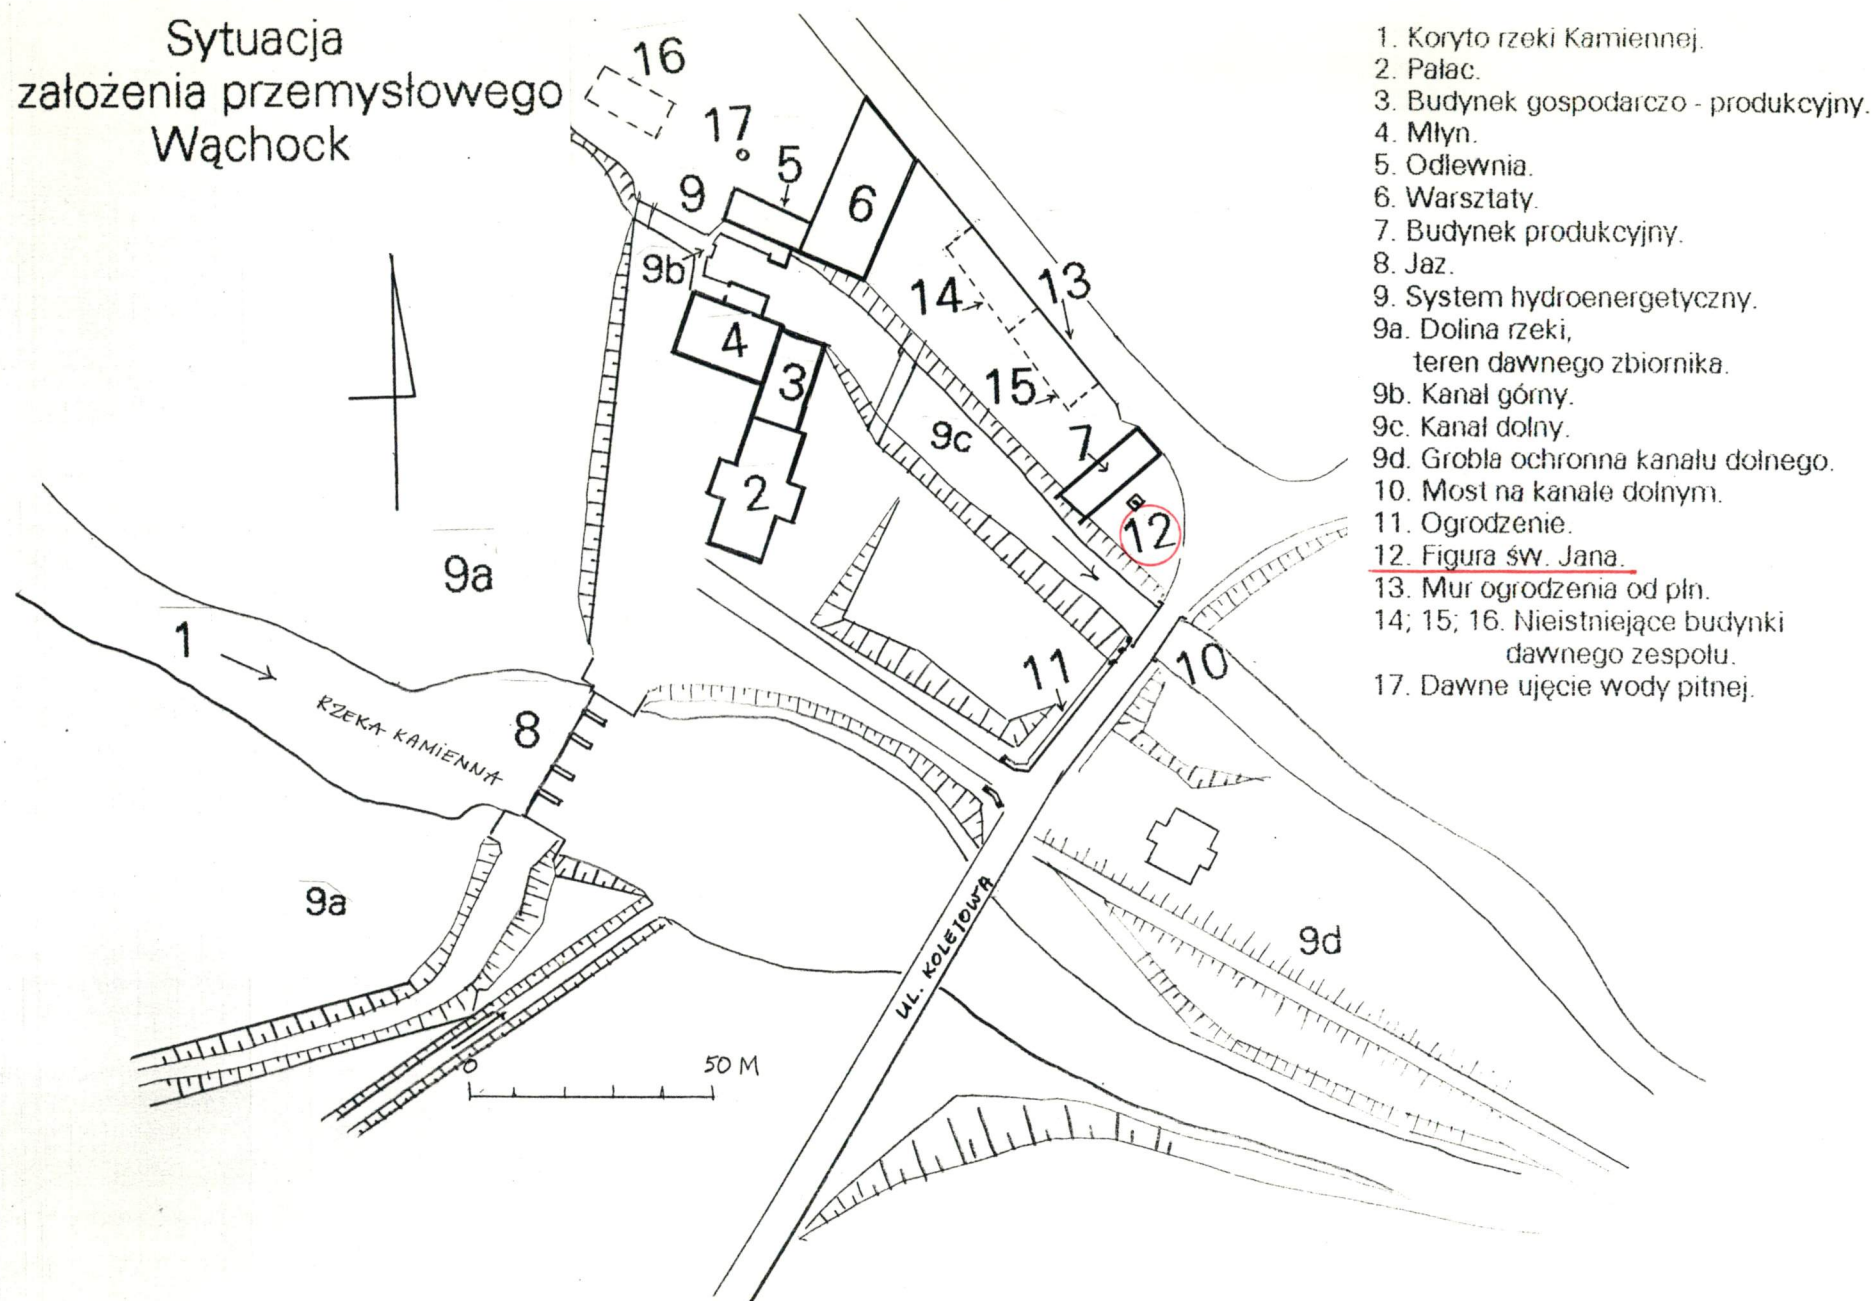 Sytuacja
założenia przemysłowego
Wąchock
1. Koryto rzeki Kamiennej.
2. Pałac.
3. Budynek gospodarczo - produkcyjny.
4. Młyn.
5. Odlewnia.
6. Warsztaty.
7. Budynek produkcyjny.
8. Jaz.
9. System hydroenergetyczny.
9a. Dolina rzeki,
teren dawnego zbiornika.
9b. Kanał górny.
9c. Kanał dolny.
9d. Grobla ochronna kanału dolnego.
10. Most na kanale dolnym.
11. Ogrodzenie.
12. Figura św. Jana.
13. Mur ogrodzenia od płn.
14; 15; 16. Nieistniejące budynki
dawnego zespołu.
17. Dawne ujęcie wody pitnej.
16
17
5
9
6
9b
14
13
4
3
15
7
9c
2
12
9a
1
11
10
RZEKA KAMIENNA
8
9a
UL. KOLEJOWA
9d
0
50 M